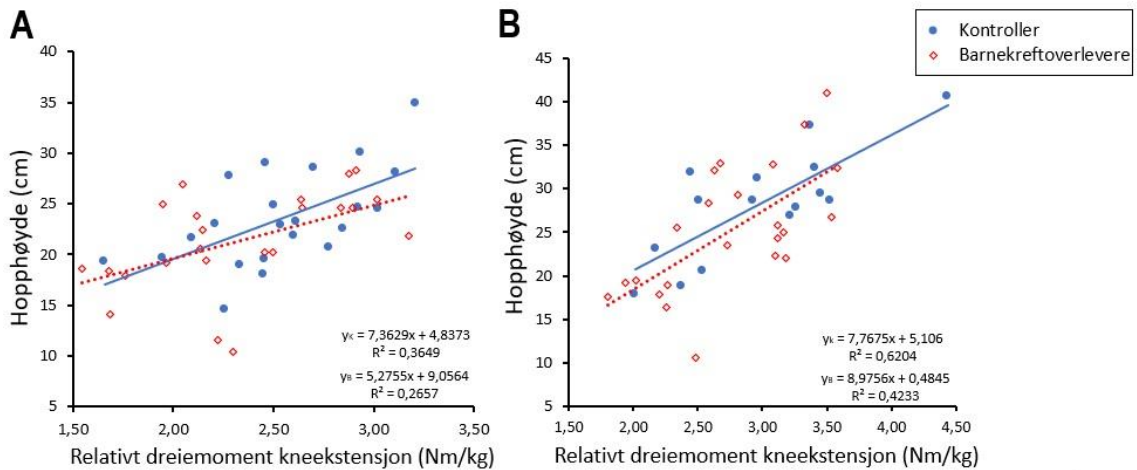 A
B
Kontroller
Barnekreftoverlevere
Hopphøyde (cm)
40
35
30
25
20
15
10
5
1,50 2,00 2,50 3,00 3,50
Relativt dreiemoment kneekstensjon (Nm/kg)
yₖ = 7,3629x + 4,8373
R² = 0,3649
yB = 5,2755x + 9,0564
R² = 0,2657
Hopphøyde (cm)
45
40
35
30
25
20
15
10
5
1,50 2,00 2,50 3,00 3,50 4,00 4,50
Relativt dreiemoment kneekstensjon (Nm/kg)
yₖ = 7,7675x + 5,106
R² = 0,6204
yB = 8,9756x + 0,4845
R² = 0,4233